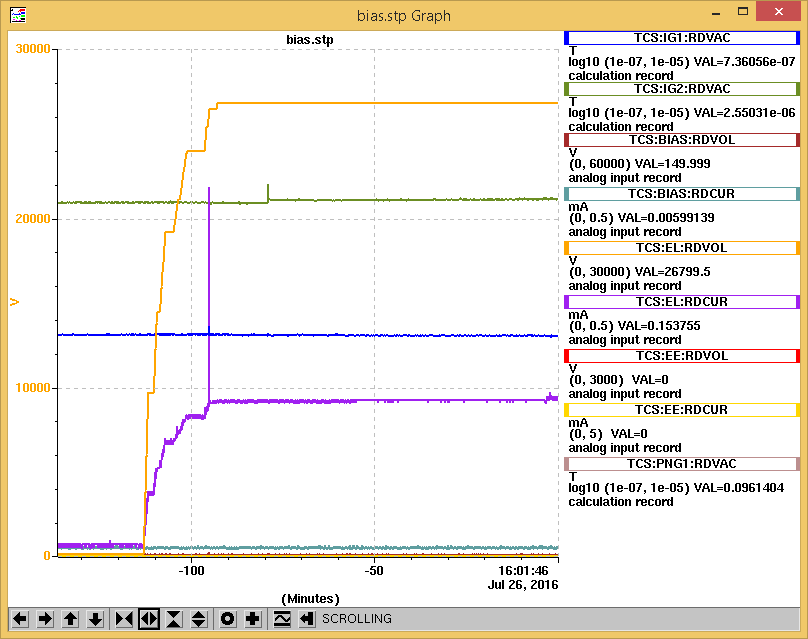 bias.stp Graph
bias.stp
30000
20000
10000
0
V
-100
-50
16:01:46
Jul 26, 2016
(Minutes)
TCS:IG1:RDVAC
T
log10 (1e-07, 1e-05) VAL=7.36056e-07
calculation record
TCS:IG2:RDVAC
T
log10 (1e-07, 1e-05) VAL=2.55031e-06
calculation record
TCS:BIAS:RDVOL
V
(0, 60000) VAL=149.999
analog input record
TCS:BIAS:RDCUR
mA
(0, 0.5) VAL=0.00599139
analog input record
TCS:EL:RDVOL
V
(0, 30000) VAL=26799.5
analog input record
TCS:EL:RDCUR
mA
(0, 0.5) VAL=0.153755
analog input record
TCS:EE:RDVOL
V
(0, 3000) VAL=0
analog input record
TCS:EE:RDCUR
mA
(0, 5) VAL=0
analog input record
TCS:PNG1:RDVAC
T
log10 (1e-07, 1e-05) VAL=0.0961404
calculation record
SCROLLING